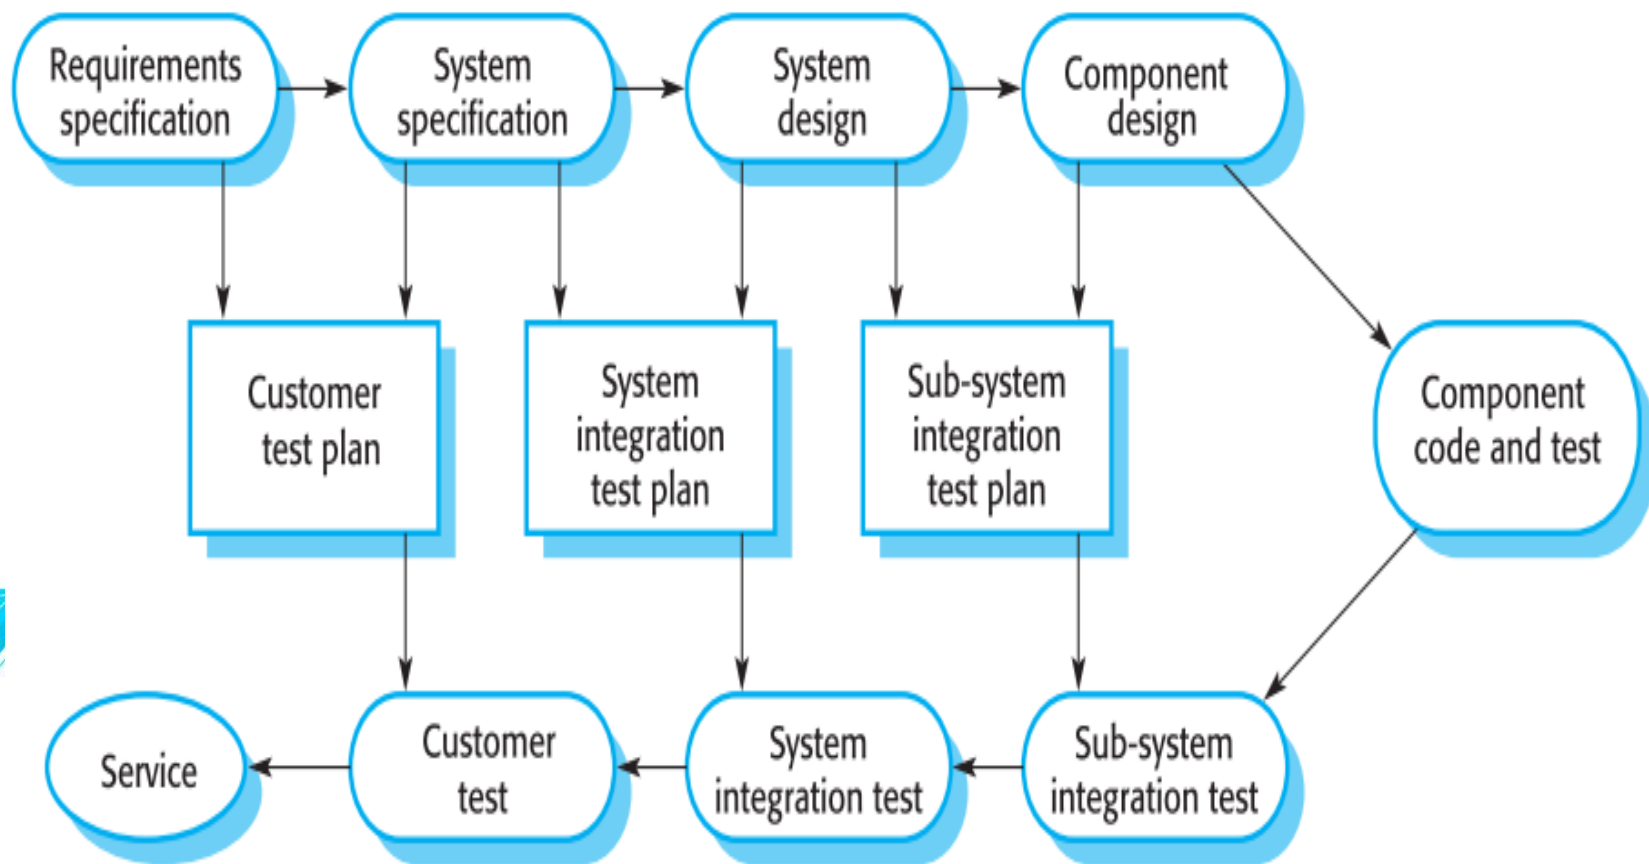 Requirements
specification
System
specification
System
design
Component
design
Customer
test plan
System
integration
test plan
Sub-system
integration
test plan
Component
code and test
Service
Customer
test
System
integration test
Sub-system
integration test